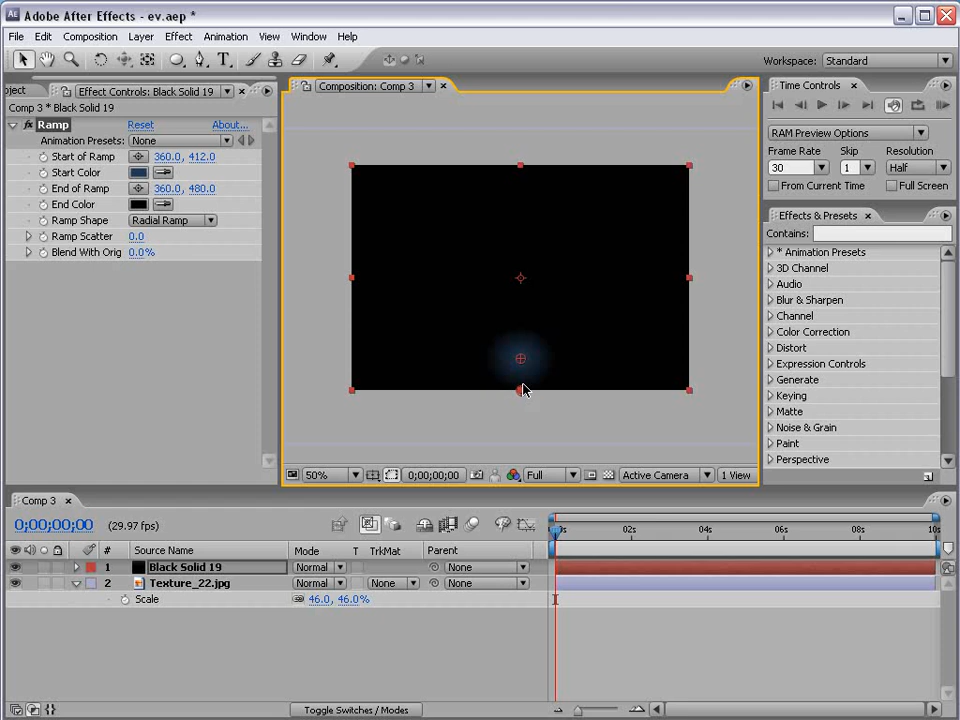 Adobe After Effects - ev.aep *
File Edit Composition Layer Effect Animation View Window Help
Workspace: Standard
oject Effect Controls: Black Solid 19
Comp 3 * Black Solid 19
Ramp Reset About...
Animation Presets: None
Start of Ramp 360.0, 412.0
Start Color
End of Ramp 360.0, 480.0
End Color
Ramp Shape Radial Ramp
Ramp Scatter 0.0
Blend With Orig 0.0%
Composition: Comp 3
50% 0;00;00;00 Full Active Camera 1 View
Time Controls
RAM Preview Options
Frame Rate Skip Resolution
30 1 Half
From Current Time Full Screen
Effects & Presets
Contains:
* Animation Presets
3D Channel
Audio
Blur & Sharpen
Channel
Color Correction
Distort
Expression Controls
Generate
Keying
Matte
Noise & Grain
Paint
Perspective
Comp 3
0;00;00;00 (29.97 fps)
0s 02s 04s 06s 08s 10s
# Source Name Mode T TrkMat Parent
1 Black Solid 19 Normal None
2 Texture_22.jpg Normal None None
Scale 46.0, 46.0%
Toggle Switches / Modes